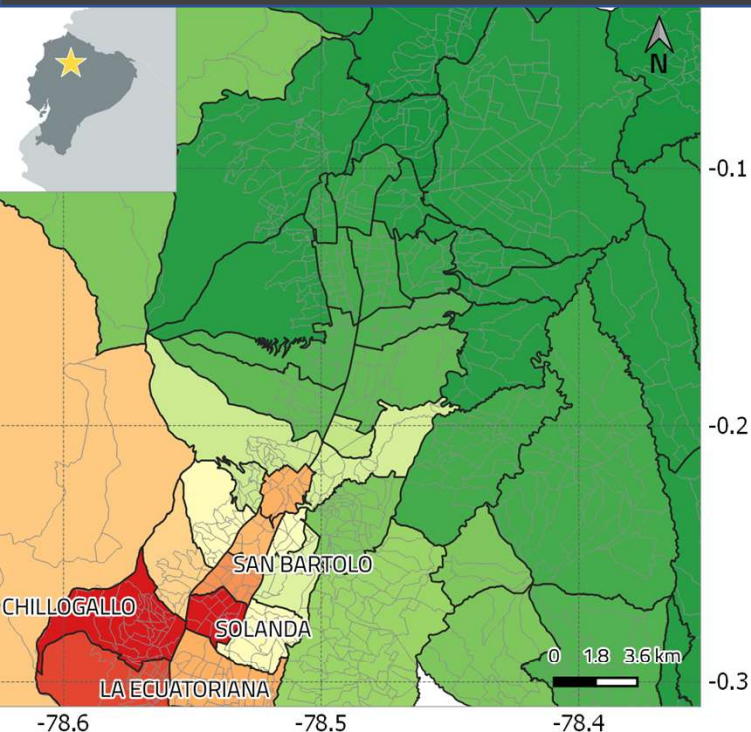 N
-0.1
-0.2
SAN BARTOLO
CHILLOGALLO
SOLANDA
0 1.8 3.6 km
LA ECUATORIANA
-0.3
-78.6 -78.5 -78.4